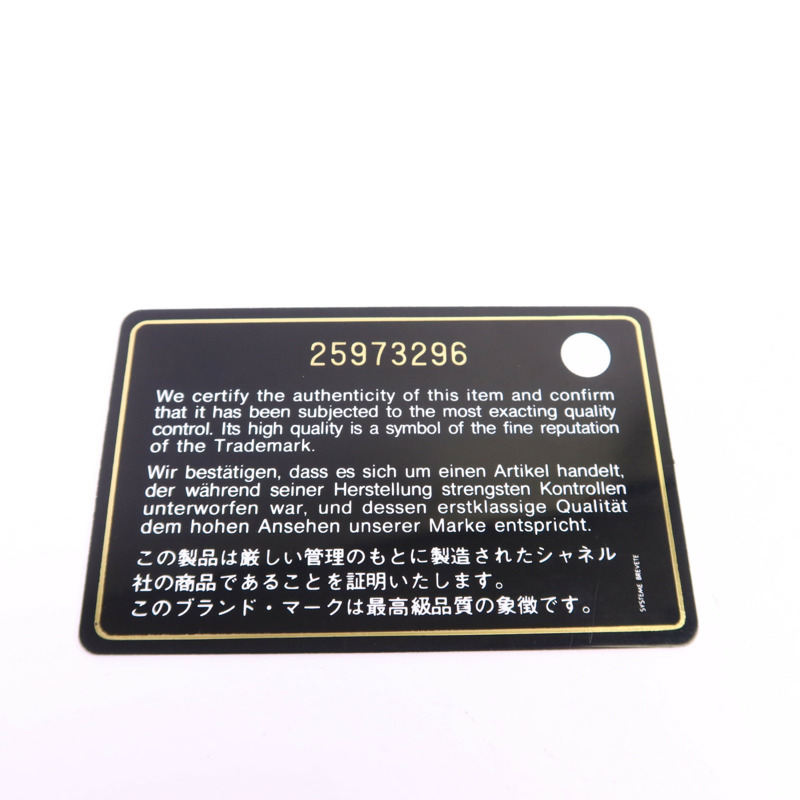 25973296
We certify the authenticity of this item and confirm
that it has been subjected to the most exacting quality
control. Its high quality is a symbol of the fine reputation
of the Trademark.
Wir bestätigen, dass es sich um einen Artikel handelt,
der während seiner Herstellung strengsten Kontrollen
unterworfen war, und dessen erstklassige Qualität
dem hohen Ansehen unserer Marke entspricht.
この製品は厳しい管理のもとに製造されたシャネル
社の商品であることを証明いたします。
このブランド・マークは最高級品質の象徴です。
SYSTEME BREVETE